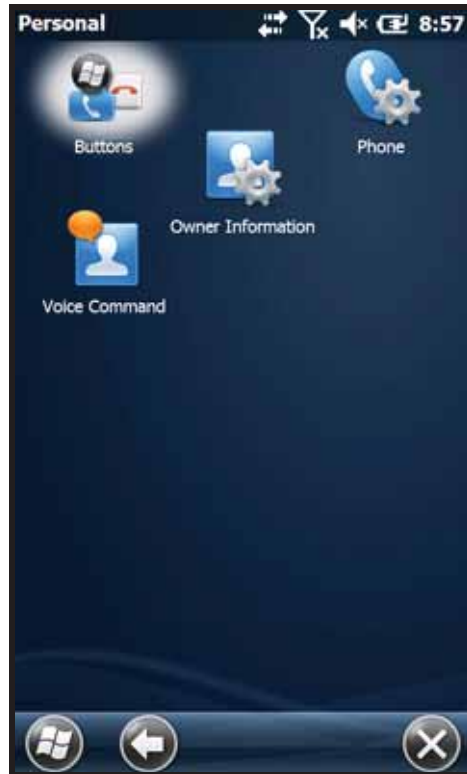 Personal 8:57
Buttons
Phone
Owner Information
Voice Command